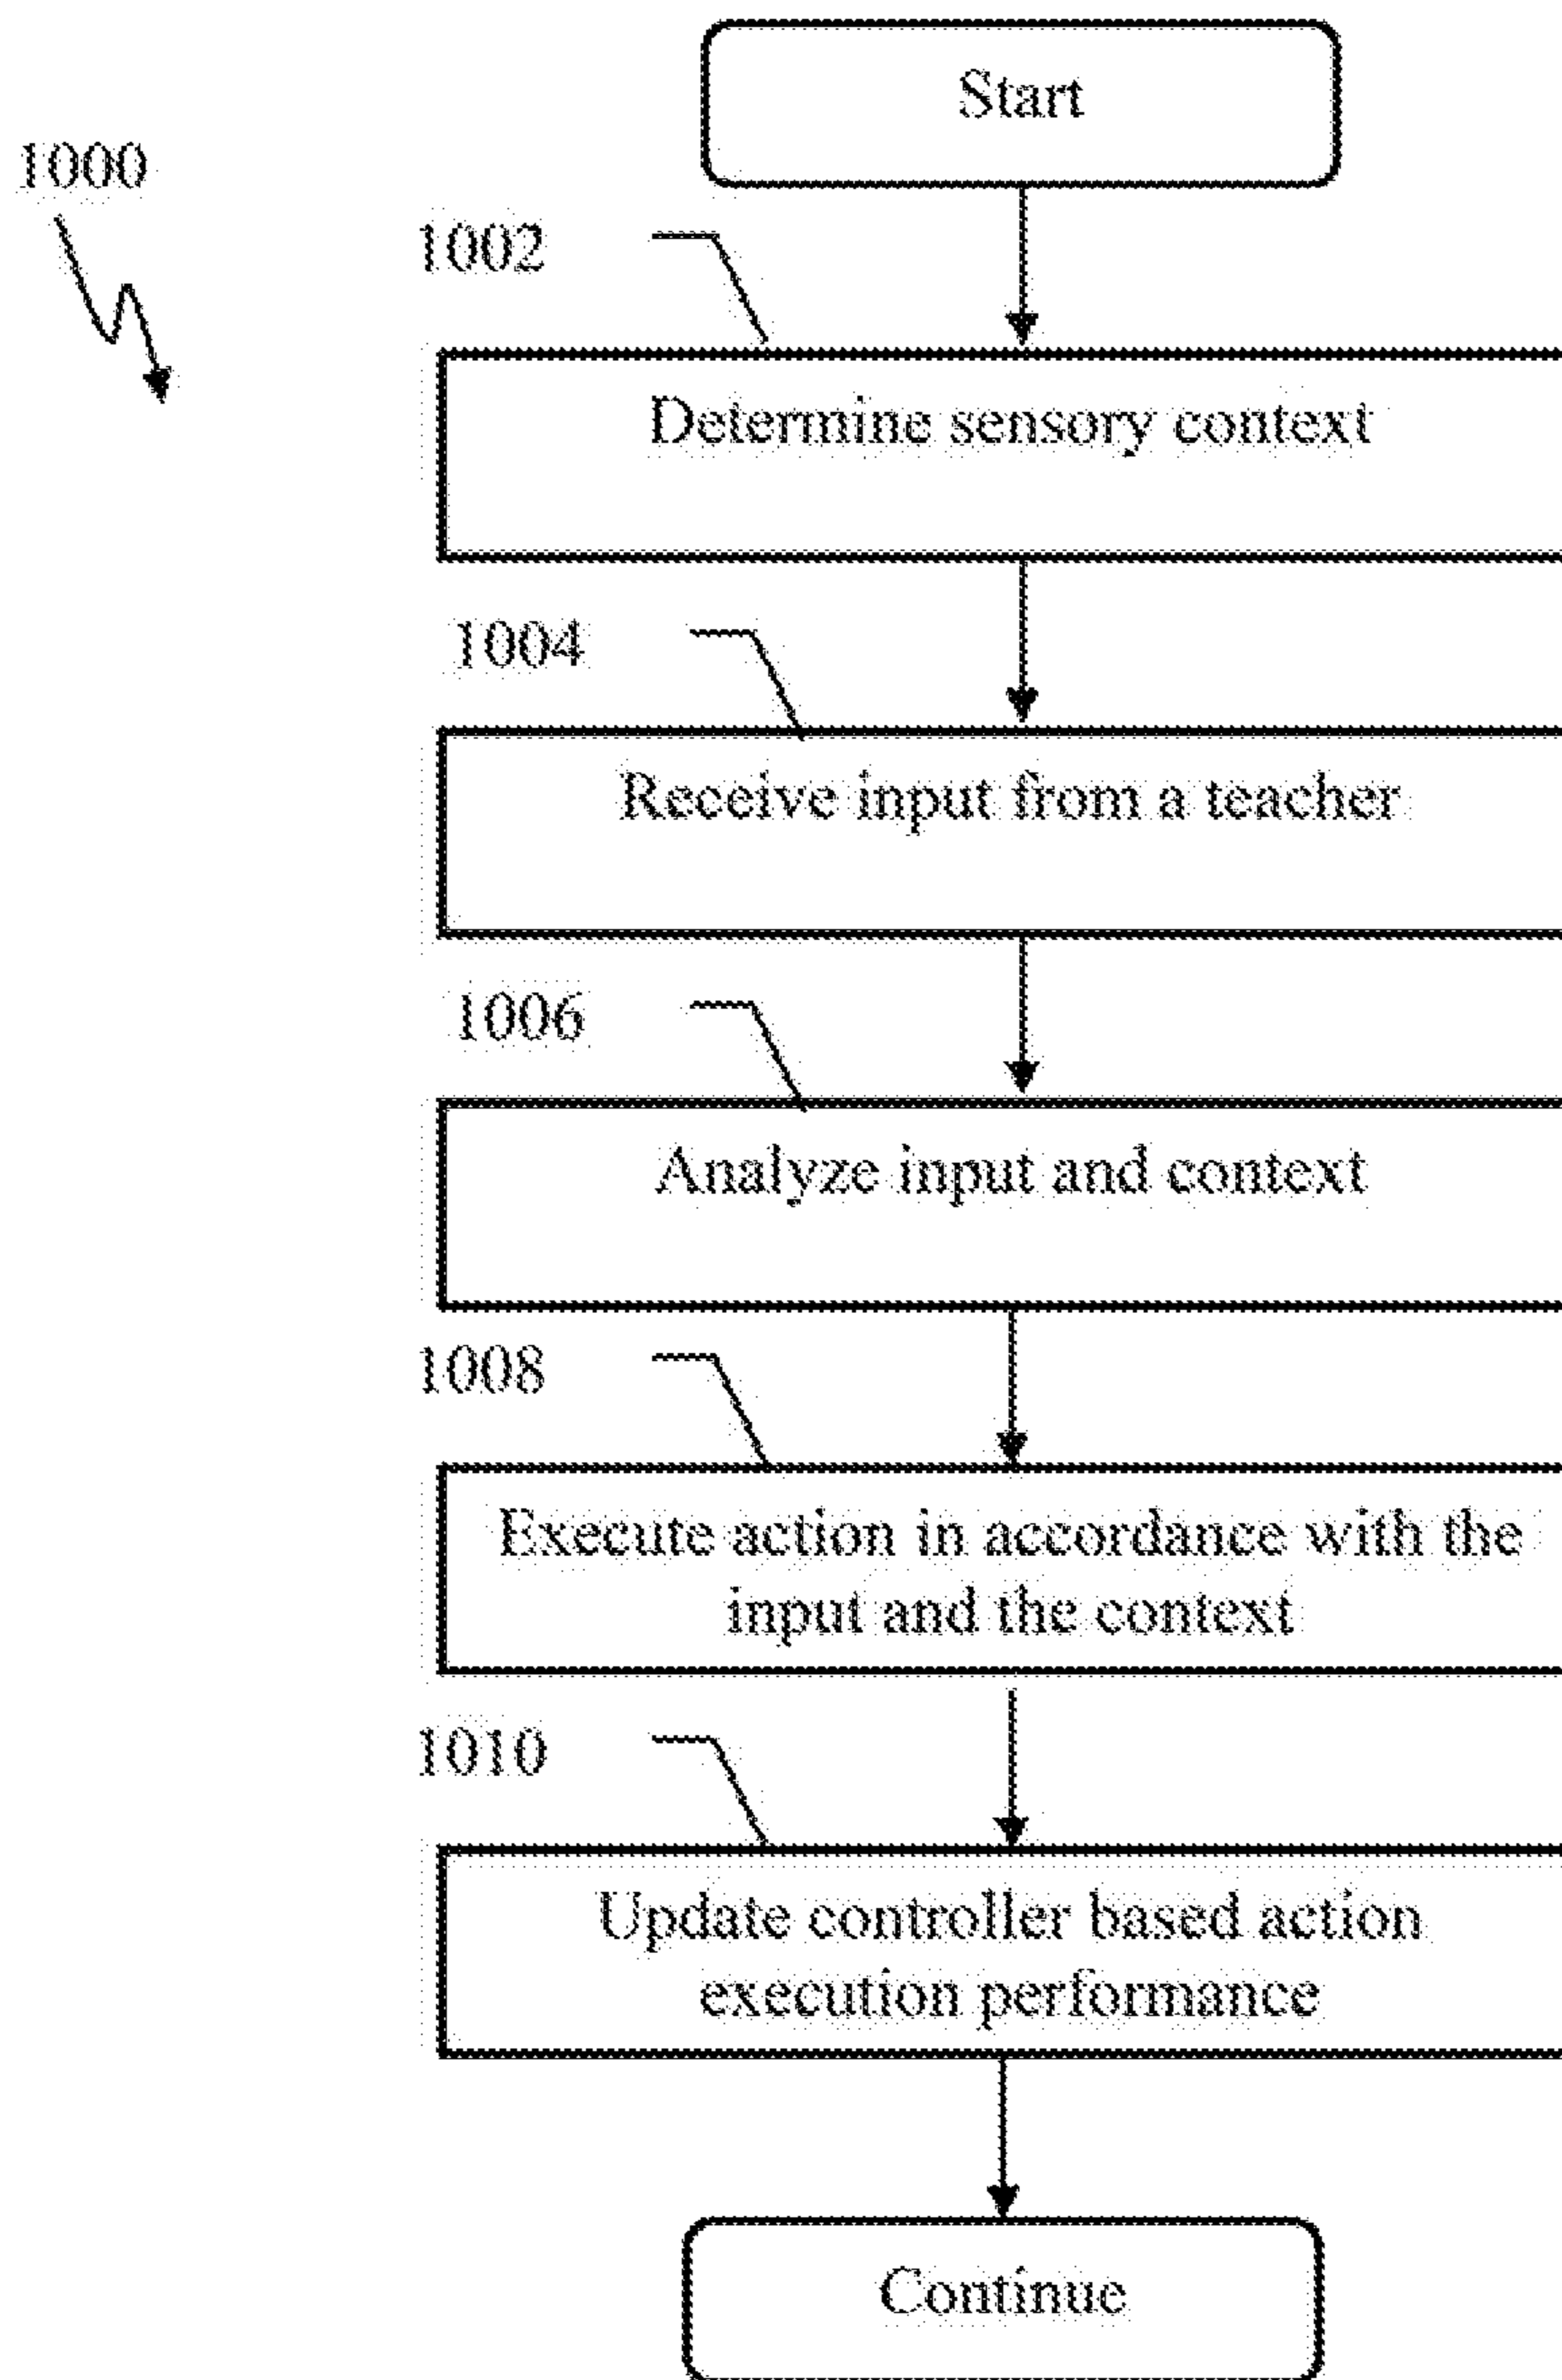 Start
1000
1002
Determine sensory context
1004
Receive input from a teacher
1006
Analyze input and context
1008
Execute action in accordance with the
input and the context
1010
Update controller based action
execution performance
Continue